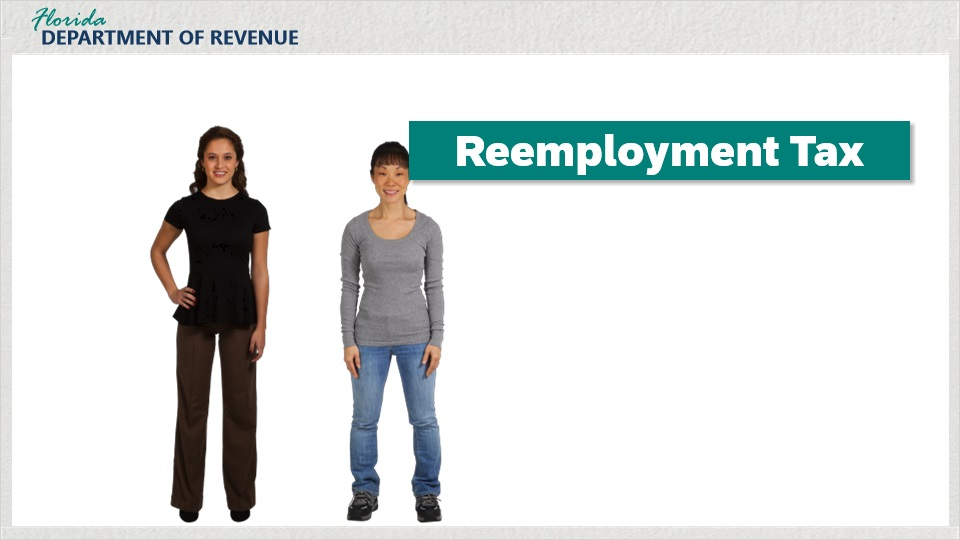 Florida
DEPARTMENT OF REVENUE
Reemployment Tax